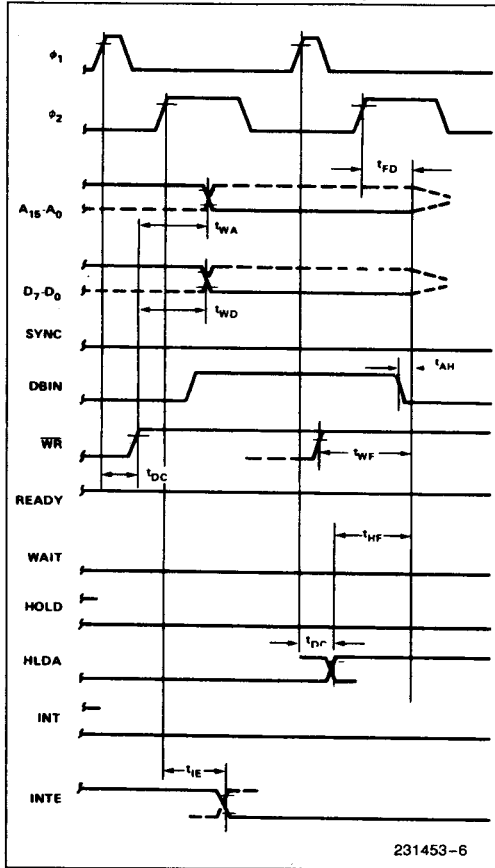 φ1
φ2
tFD
A15-A0
tWA
D7-D0
tWD
SYNC
DBIN
tAH
WR
tDC
tWF
READY
tHF
WAIT
HOLD
tDC
HLDA
INT
tIE
INTE
231453-6